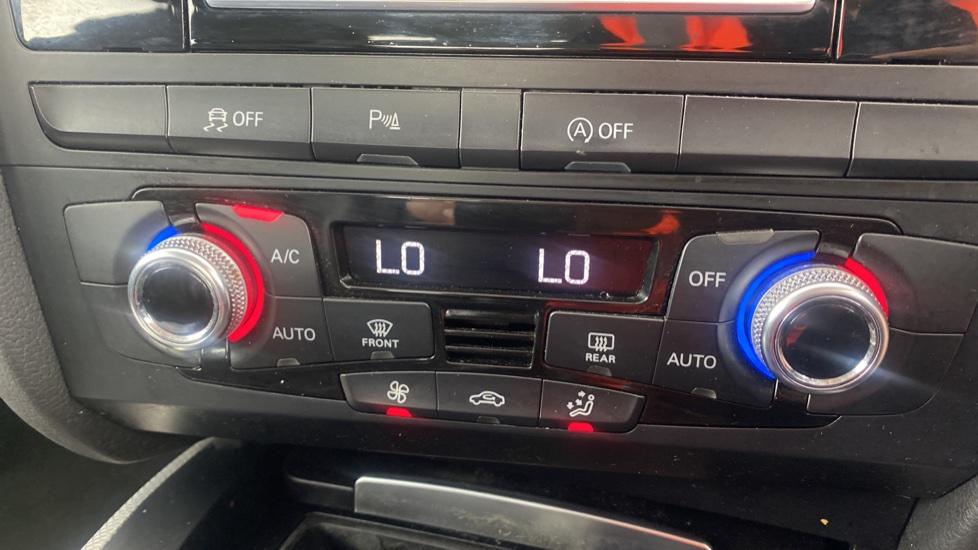 OFF P A OFF
LO LO
A/C OFF
AUTO FRONT REAR AUTO